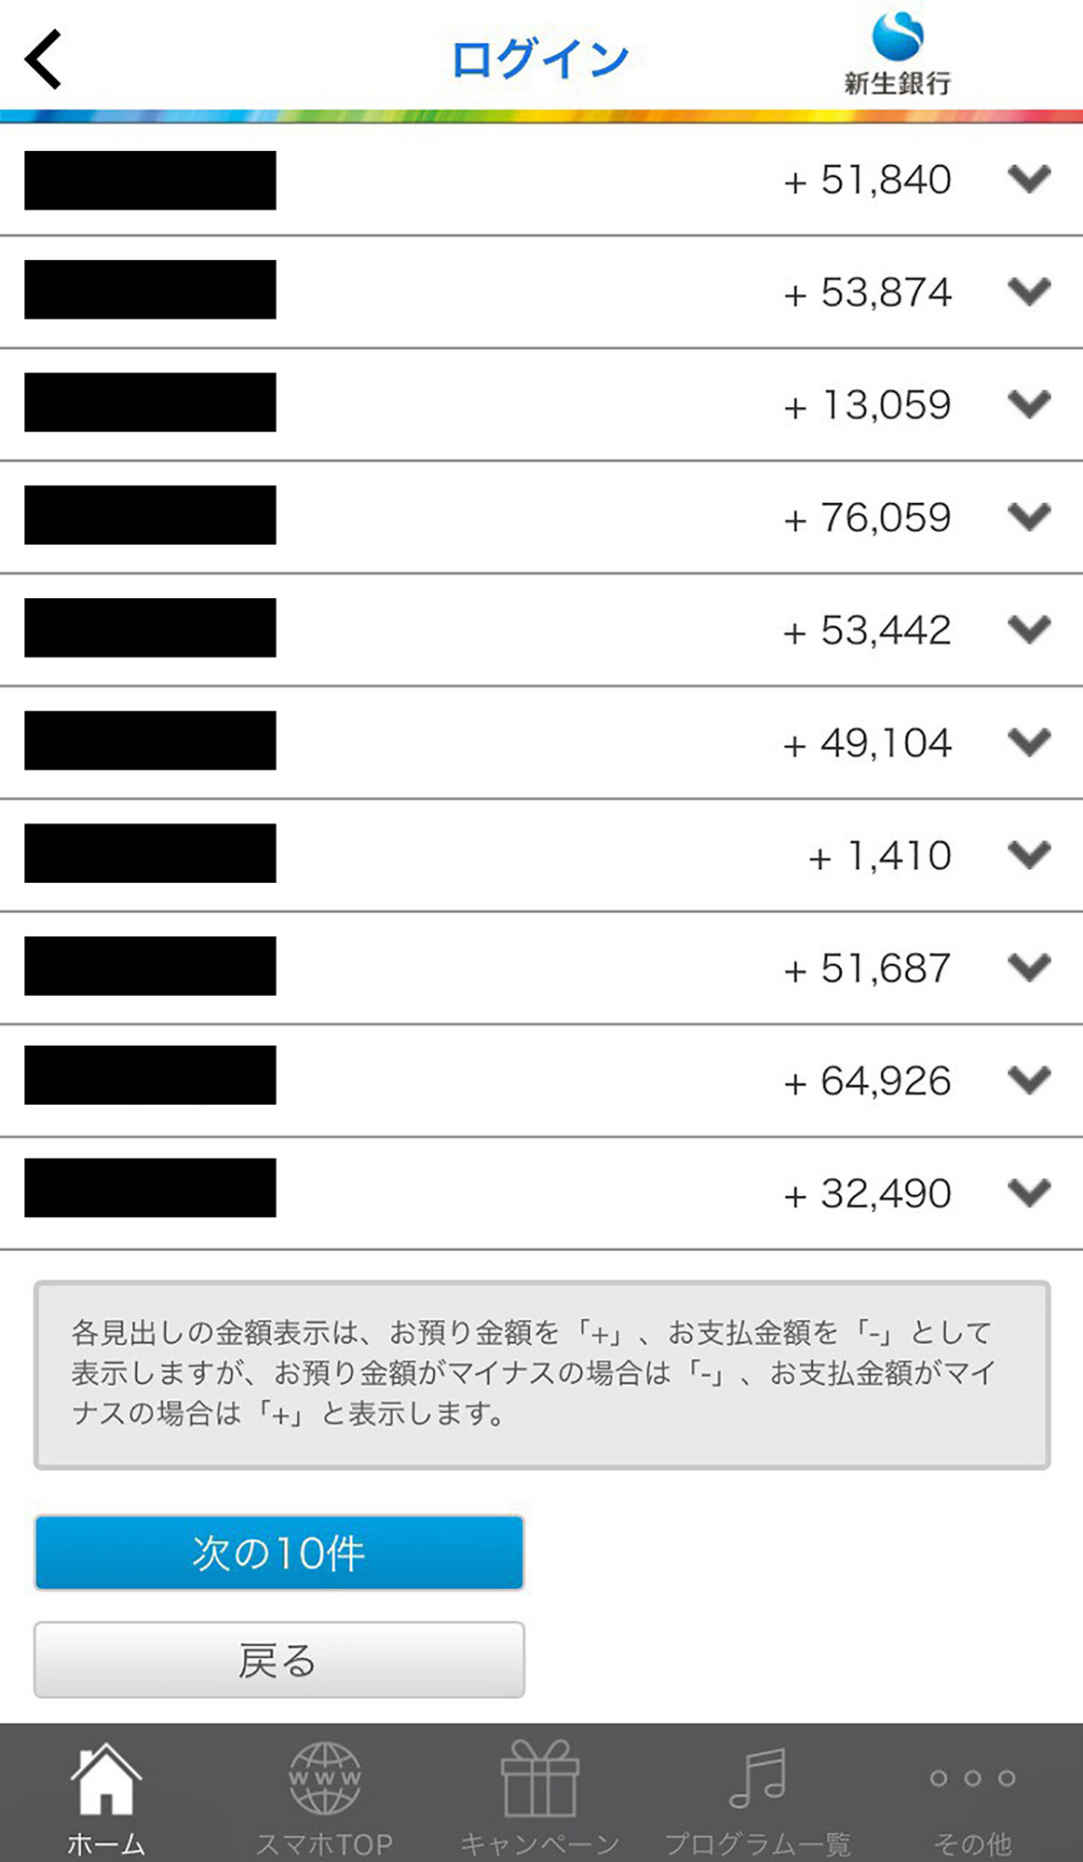 ログイン
新生銀行
+ 51,840
+ 53,874
+ 13,059
+ 76,059
+ 53,442
+ 49,104
+ 1,410
+ 51,687
+ 64,926
+ 32,490
各見出しの金額表示は、お預り金額を「+」、お支払金額を「-」として
表示しますが、お預り金額がマイナスの場合は「-」、お支払金額がマイ
ナスの場合は「+」と表示します。
次の10件
戻る
WWW
ホーム
スマホTOP
キャンペーン
プログラム一覧
その他